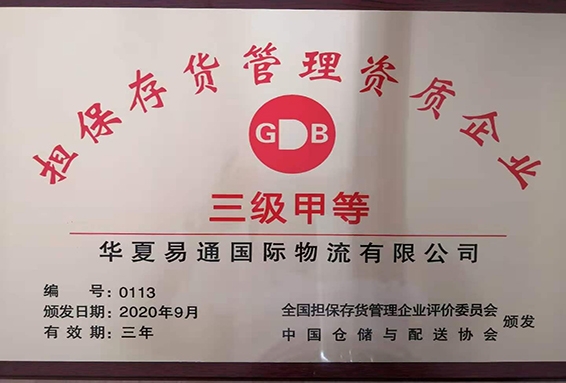 担保存货管理资质企业
GDB
三级甲等
华夏易通国际物流有限公司
编 号:0113
颁发日期:2020年9月
有效期:三年
全国担保存货管理企业评价委员会
中国仓储与配送协会
颁发